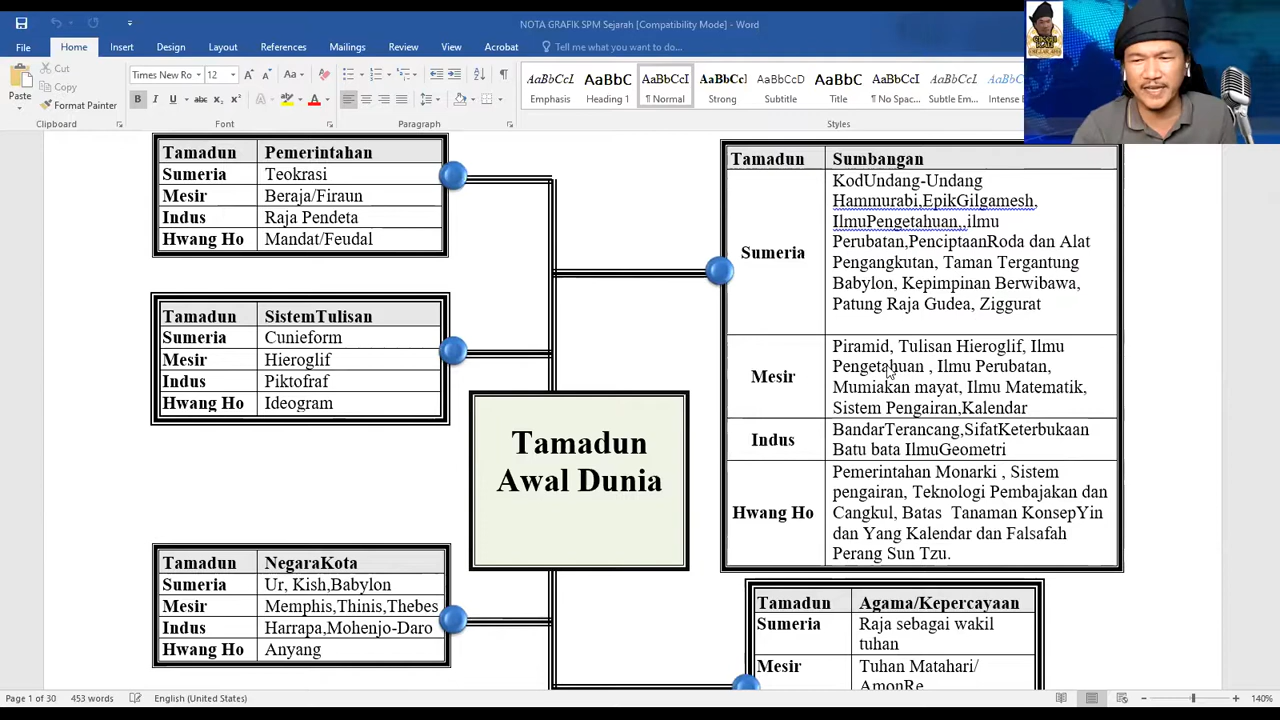 NOTA GRAFIK SPM Sejarah [Compatibility Mode] - Word
File Home Insert Design Layout References Mailings Review View Acrobat Tell me what you want to do...
Cut
Copy
Format Painter
Paste
Times New Ro 12
Clipboard Font Paragraph Styles
AaBbCcL AaBbC AaBbCcI AaBbCcI AaBbCcD AaBbC AaBbCcI AaBbCcD
Emphasis Heading 1 ¶ Normal Strong Subtitle Title ¶ No Spac... Subtle Em... Intense E
Tamadun Pemerintahan
Sumeria Teokrasi
Mesir Beraja/Firaun
Indus Raja Pendeta
Hwang Ho Mandat/Feudal
Tamadun SistemTulisan
Sumeria Cunieform
Mesir Hieroglif
Indus Piktofraf
Hwang Ho Ideogram
Tamadun
Awal Dunia
Tamadun NegaraKota
Sumeria Ur, Kish,Babylon
Mesir Memphis,Thinis,Thebes
Indus Harrapa,Mohenjo-Daro
Hwang Ho Anyang
Tamadun Sumbangan
Sumeria
KodUndang-Undang
Hammurabi,EpikGilgamesh,
IlmuPengetahuan,,ilmu
Perubatan,PenciptaanRoda dan Alat
Pengangkutan, Taman Tergantung
Babylon, Kepimpinan Berwibawa,
Patung Raja Gudea, Ziggurat
Mesir
Piramid, Tulisan Hieroglif, Ilmu
Pengetahuan , Ilmu Perubatan,
Mumiakan mayat, Ilmu Matematik,
Sistem Pengairan,Kalendar
Indus
BandarTerancang,SifatKeterbukaan
Batu bata IlmuGeometri
Hwang Ho
Pemerintahan Monarki , Sistem
pengairan, Teknologi Pembajakan dan
Cangkul, Batas Tanaman KonsepYin
dan Yang Kalendar dan Falsafah
Perang Sun Tzu.
Tamadun Agama/Kepercayaan
Sumeria Raja sebagai wakil
tuhan
Mesir Tuhan Matahari/
AmonRe
Page 1 of 30 453 words English (United States) 140%